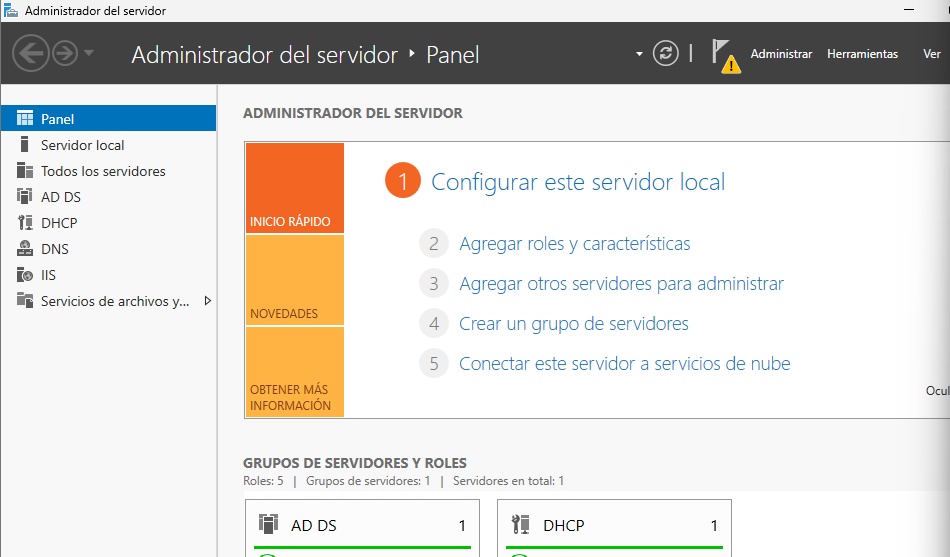 Administrador del servidor
Administrador del servidor ‣ Panel
Administrar
Herramientas
Ver
Panel
Servidor local
Todos los servidores
AD DS
DHCP
DNS
IIS
Servicios de archivos y...
ADMINISTRADOR DEL SERVIDOR
INICIO RÁPIDO
NOVEDADES
OBTENER MÁS
INFORMACIÓN
1 Configurar este servidor local
2 Agregar roles y características
3 Agregar otros servidores para administrar
4 Crear un grupo de servidores
5 Conectar este servidor a servicios de nube
Ocul
GRUPOS DE SERVIDORES Y ROLES
Roles: 5 | Grupos de servidores: 1 | Servidores en total: 1
AD DS 1
DHCP 1